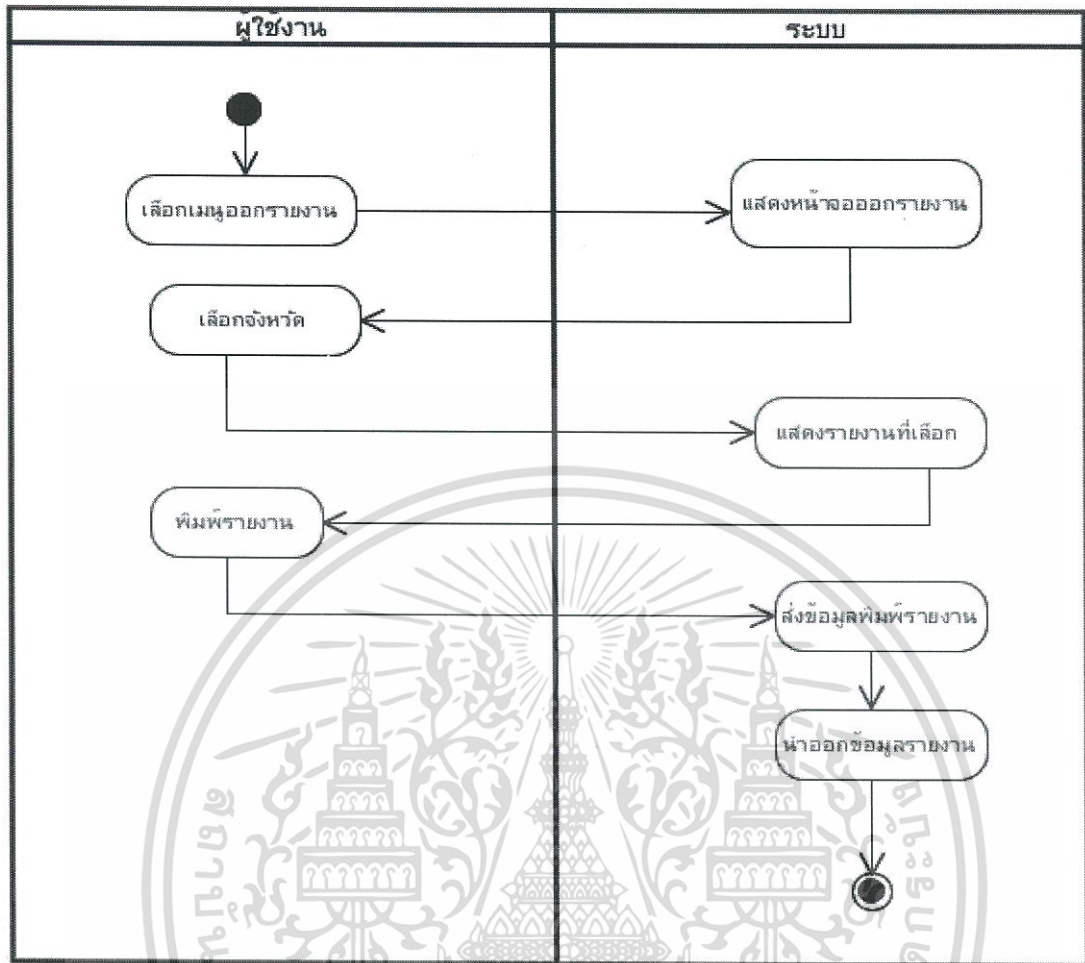 ผู้ใช้งาน
ระบบ
เลือกเมนูออกรายงาน
แสดงหน้าจอออกรายงาน
เลือกจังหวัด
แสดงรายงานที่เลือก
พิมพ์รายงาน
ส่งข้อมูลพิมพ์รายงาน
นำออกข้อมูลรายงาน